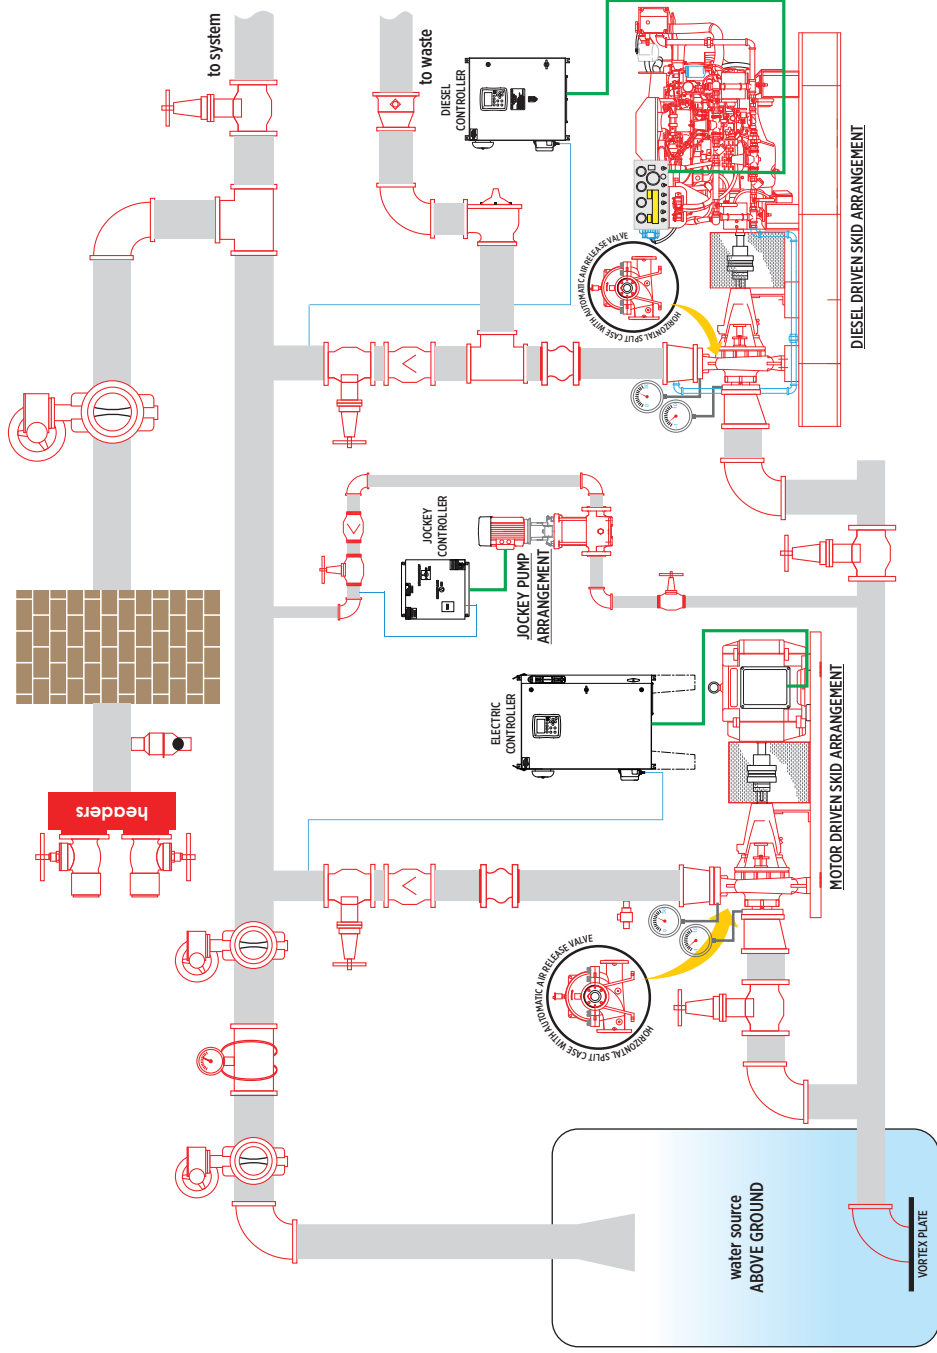 to system
to waste
DIESEL
CONTROLLER
HORIZONTAL SPLIT CASE WITH AUTOMATIC AIR RELEASE VALVE
DIESEL DRIVEN SKID ARRANGEMENT
JOCKEY
CONTROLLER
JOCKEY PUMP
ARRANGEMENT
ELECTRIC
CONTROLLER
MOTOR DRIVEN SKID ARRANGEMENT
headers
HORIZONTAL SPLIT CASE WITH AUTOMATIC AIR RELEASE VALVE
water source
ABOVE GROUND
VORTEX PLATE